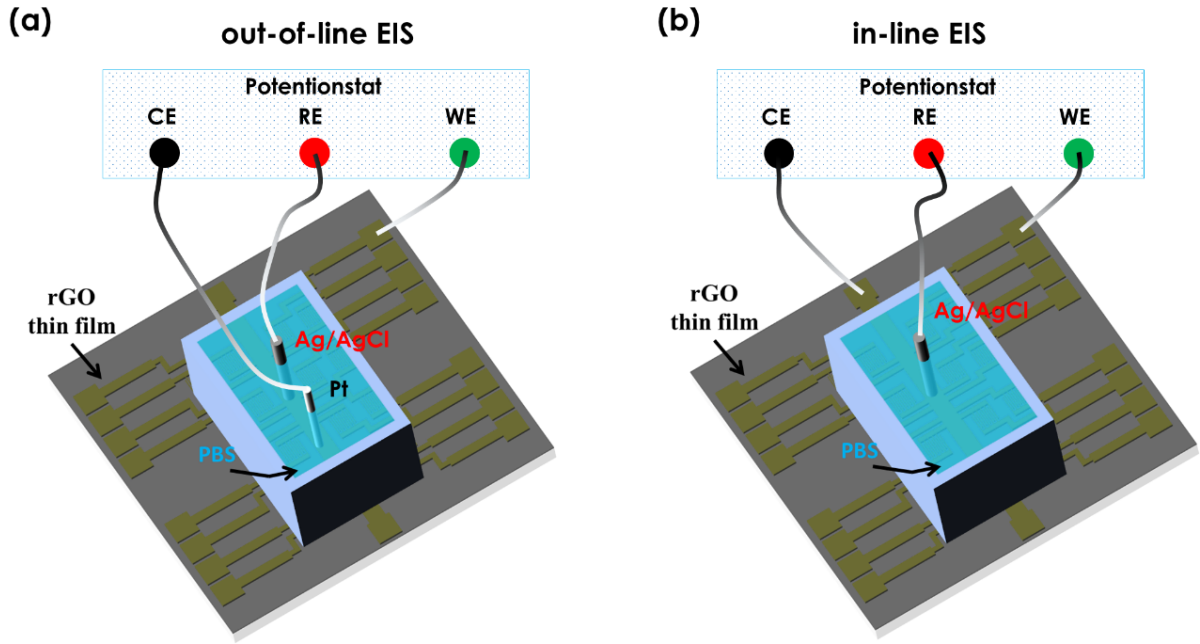 (a)
out-of-line EIS
Potentionstat
CE RE WE
rGO
thin film
Ag/AgCl
Pt
PBS
(b)
in-line EIS
Potentionstat
CE RE WE
rGO
thin film
Ag/AgCl
PBS